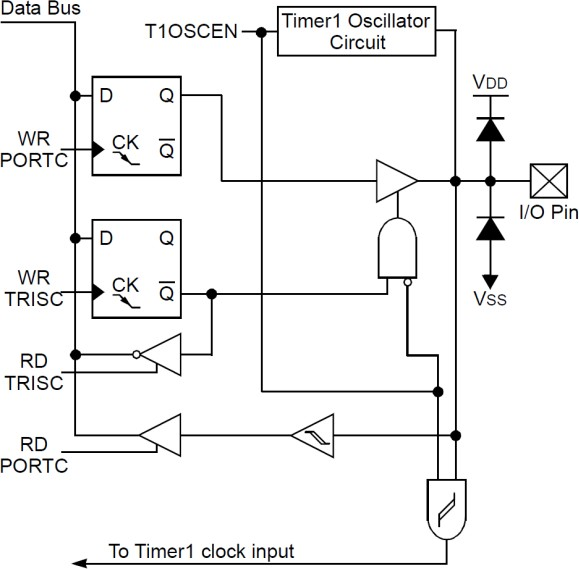 Data Bus
T1OSCEN
Timer1 Oscillator
Circuit
VDD
D Q
WR
PORTC
CK
Q
I/O Pin
D Q
WR
TRISC
CK
Q
VSS
RD
TRISC
RD
PORTC
To Timer1 clock input